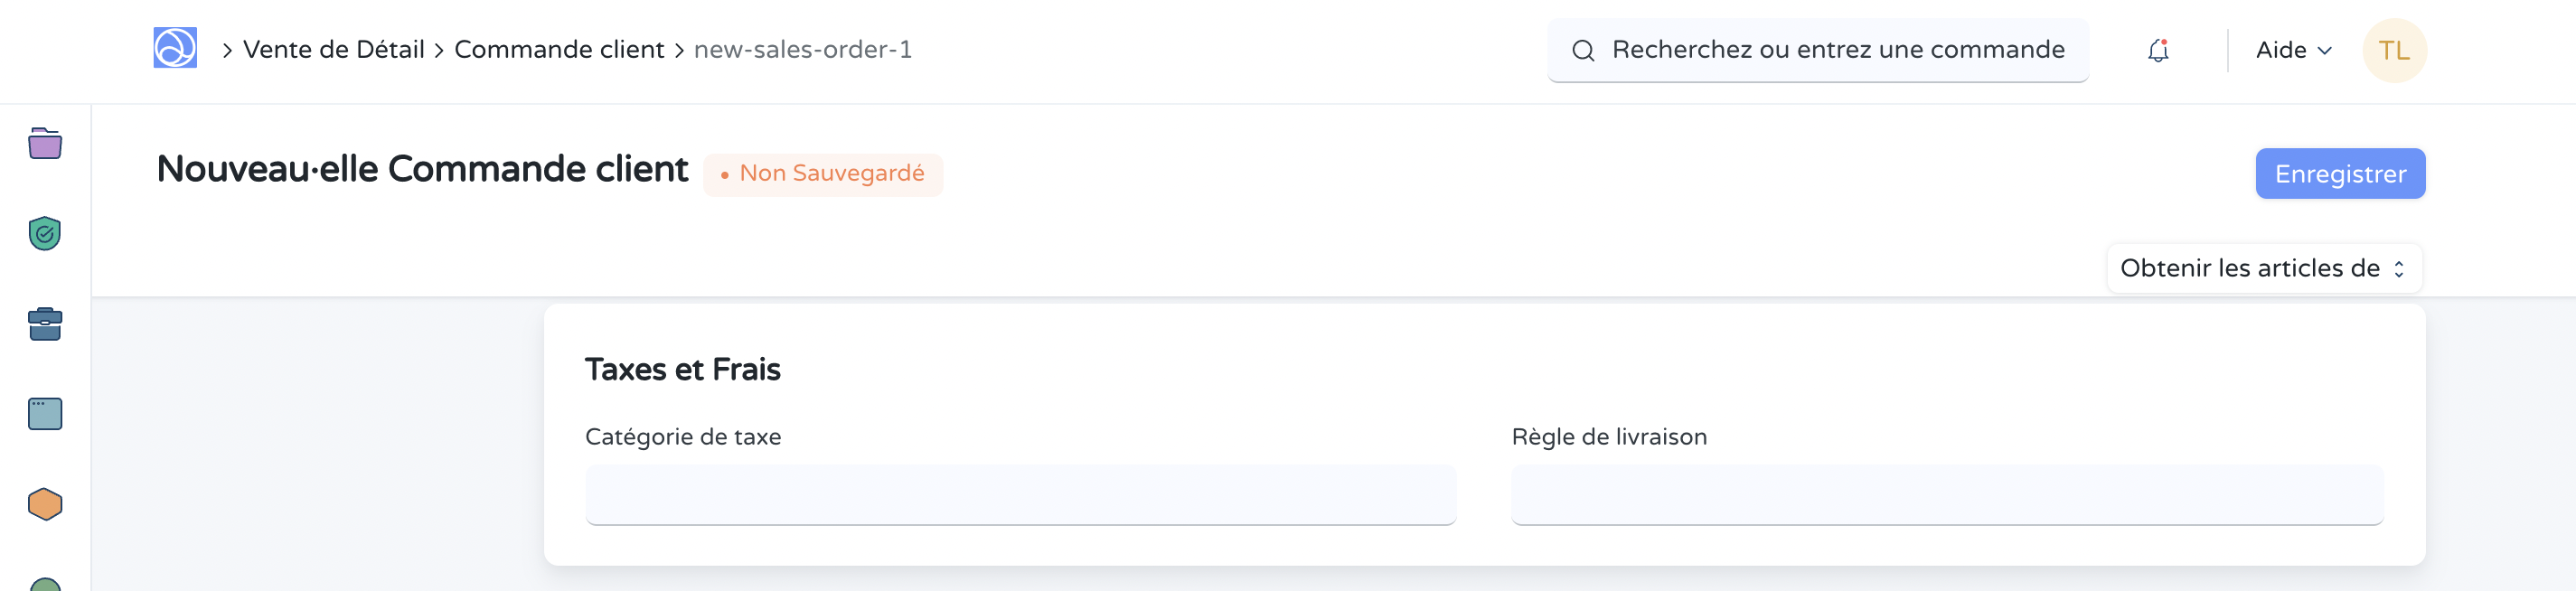 Vente de Détail > Commande client > new-sales-order-1
Recherchez ou entrez une commande
Aide
TL
Nouveau·elle Commande client
Non Sauvegardé
Enregistrer
Obtenir les articles de
Taxes et Frais
Catégorie de taxe
Règle de livraison